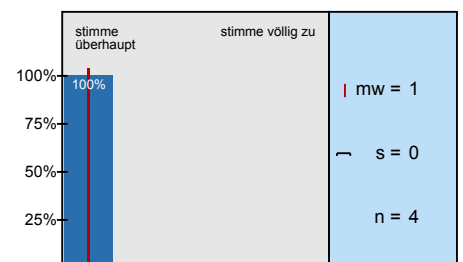 stimme
überhaupt
stimme völlig zu
100%
100%
75%
50%
25%
mw = 1
s = 0
n = 4